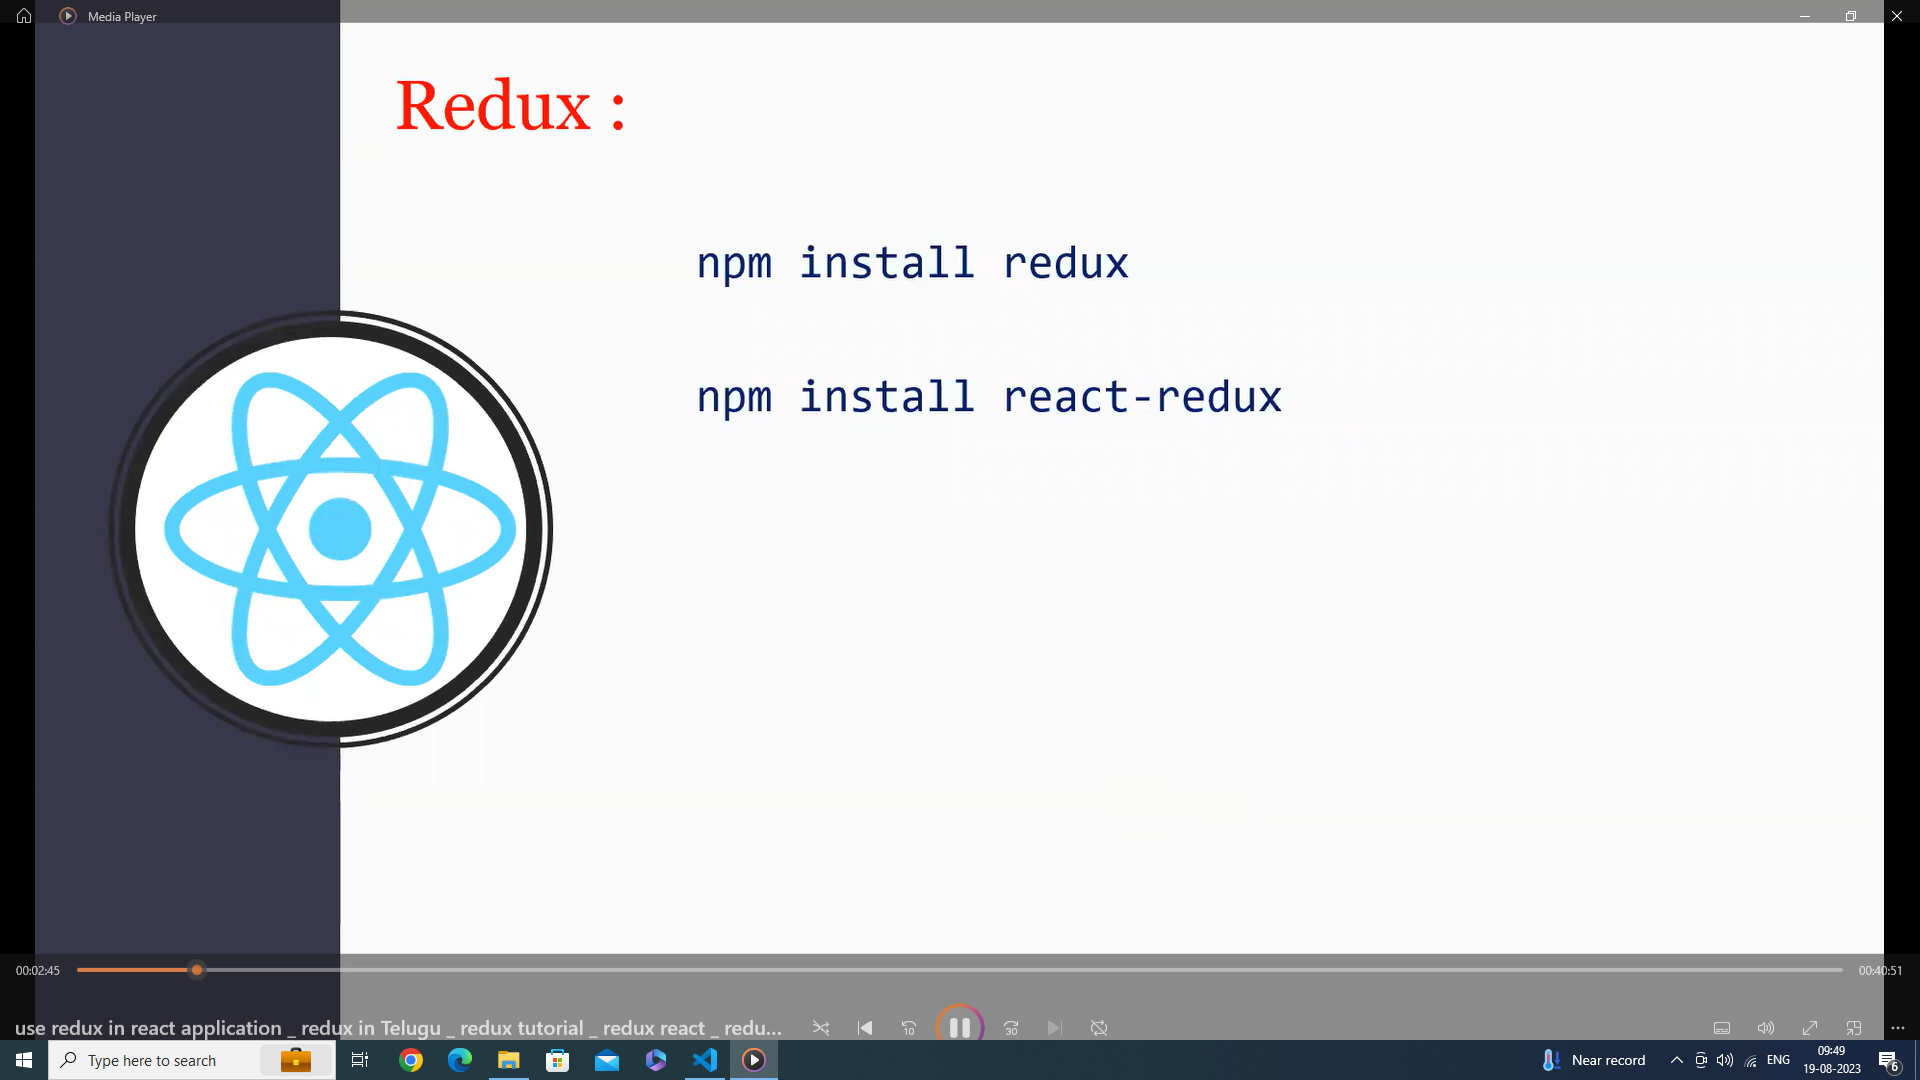 Media Player
Redux :
npm install redux
npm install react-redux
00:02:45
00:40:51
use redux in react application _ redux in Telugu _ redux tutorial _ redux react _ redu...
10
30
Type here to search
Near record
ENG
09:49
19-08-2023
6